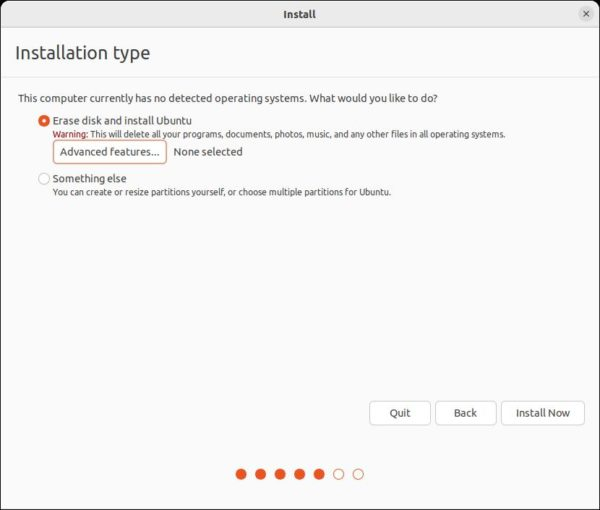 Install
Installation type
This computer currently has no detected operating systems. What would you like to do?
Erase disk and install Ubuntu
Warning: This will delete all your programs, documents, photos, music, and any other files in all operating systems.
Advanced features... None selected
Something else
You can create or resize partitions yourself, or choose multiple partitions for Ubuntu.
Quit Back Install Now